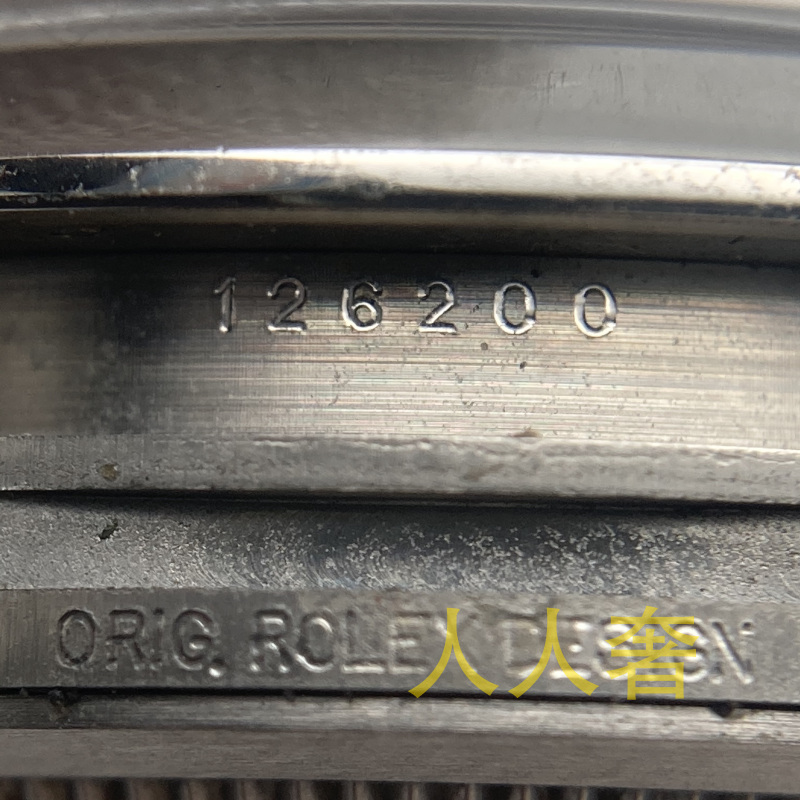 126200
ORIG. ROLEX DESIGN
人人奢